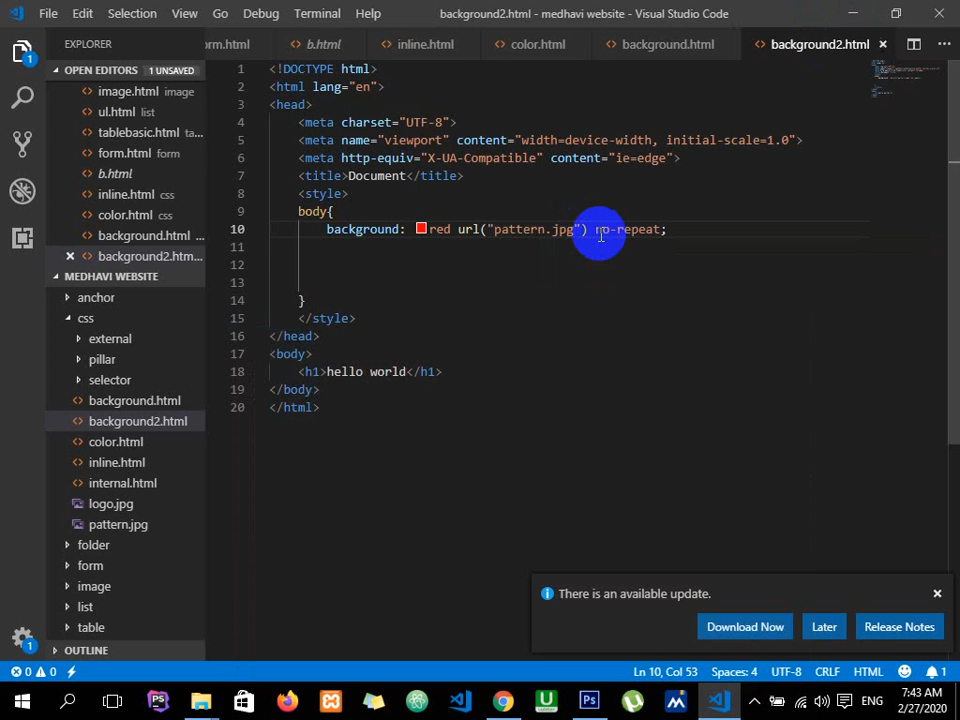 File Edit Selection View Go Debug Terminal Help background2.html - medhavi website - Visual Studio Code
EXPLORER orm.html b.html inline.html color.html background.html background2.html
OPEN EDITORS 1 UNSAVED
image.html image
ul.html list
tablebasic.html ta...
form.html form
b.html
inline.html css
color.html css
background.html ...
background2.htm...
MEDHAVI WEBSITE
anchor
css
external
pillar
selector
background.html
background2.html
color.html
inline.html
internal.html
logo.jpg
pattern.jpg
folder
form
image
list
table
OUTLINE
1 <!DOCTYPE html>
2 <html lang="en">
3 <head>
4 <meta charset="UTF-8">
5 <meta name="viewport" content="width=device-width, initial-scale=1.0">
6 <meta http-equiv="X-UA-Compatible" content="ie=edge">
7 <title>Document</title>
8 <style>
9 body{
10 background: red url("pattern.jpg") no-repeat;
11
12
13
14 }
15 </style>
16 </head>
17 <body>
18 <h1>hello world</h1>
19 </body>
20 </html>
There is an available update.
Download Now Later Release Notes
1
1
0 0 Ln 10, Col 53 Spaces: 4 UTF-8 CRLF HTML 1
ENG 7:43 AM
2/27/2020